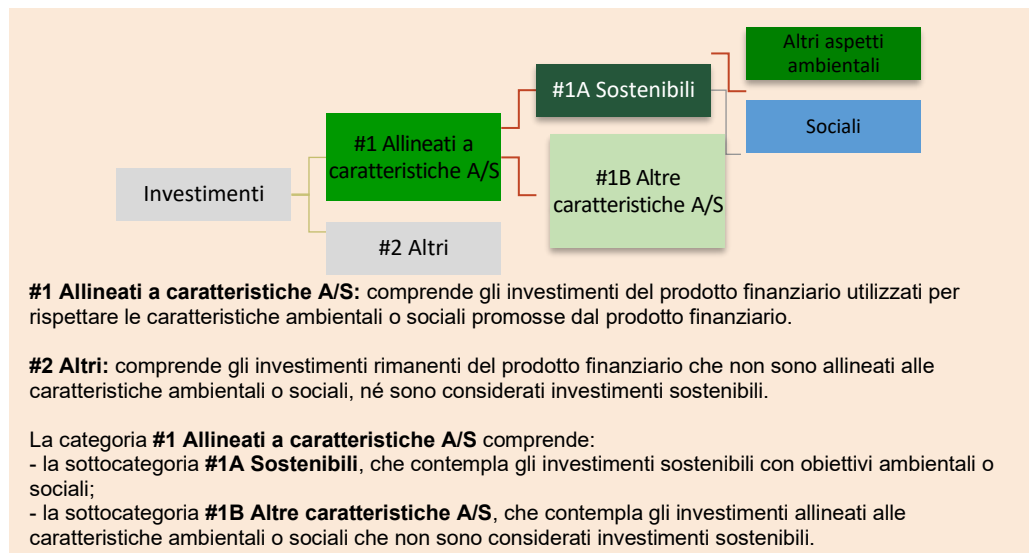 Altri aspetti
ambientali
#1A Sostenibili
Sociali
#1 Allineati a
caratteristiche A/S
#1B Altre
caratteristiche A/S
Investimenti
#2 Altri
#1 Allineati a caratteristiche A/S: comprende gli investimenti del prodotto finanziario utilizzati per
rispettare le caratteristiche ambientali o sociali promosse dal prodotto finanziario.
#2 Altri: comprende gli investimenti rimanenti del prodotto finanziario che non sono allineati alle
caratteristiche ambientali o sociali, né sono considerati investimenti sostenibili.
La categoria #1 Allineati a caratteristiche A/S comprende:
- la sottocategoria #1A Sostenibili, che contempla gli investimenti sostenibili con obiettivi ambientali o
sociali;
- la sottocategoria #1B Altre caratteristiche A/S, che contempla gli investimenti allineati alle
caratteristiche ambientali o sociali che non sono considerati investimenti sostenibili.